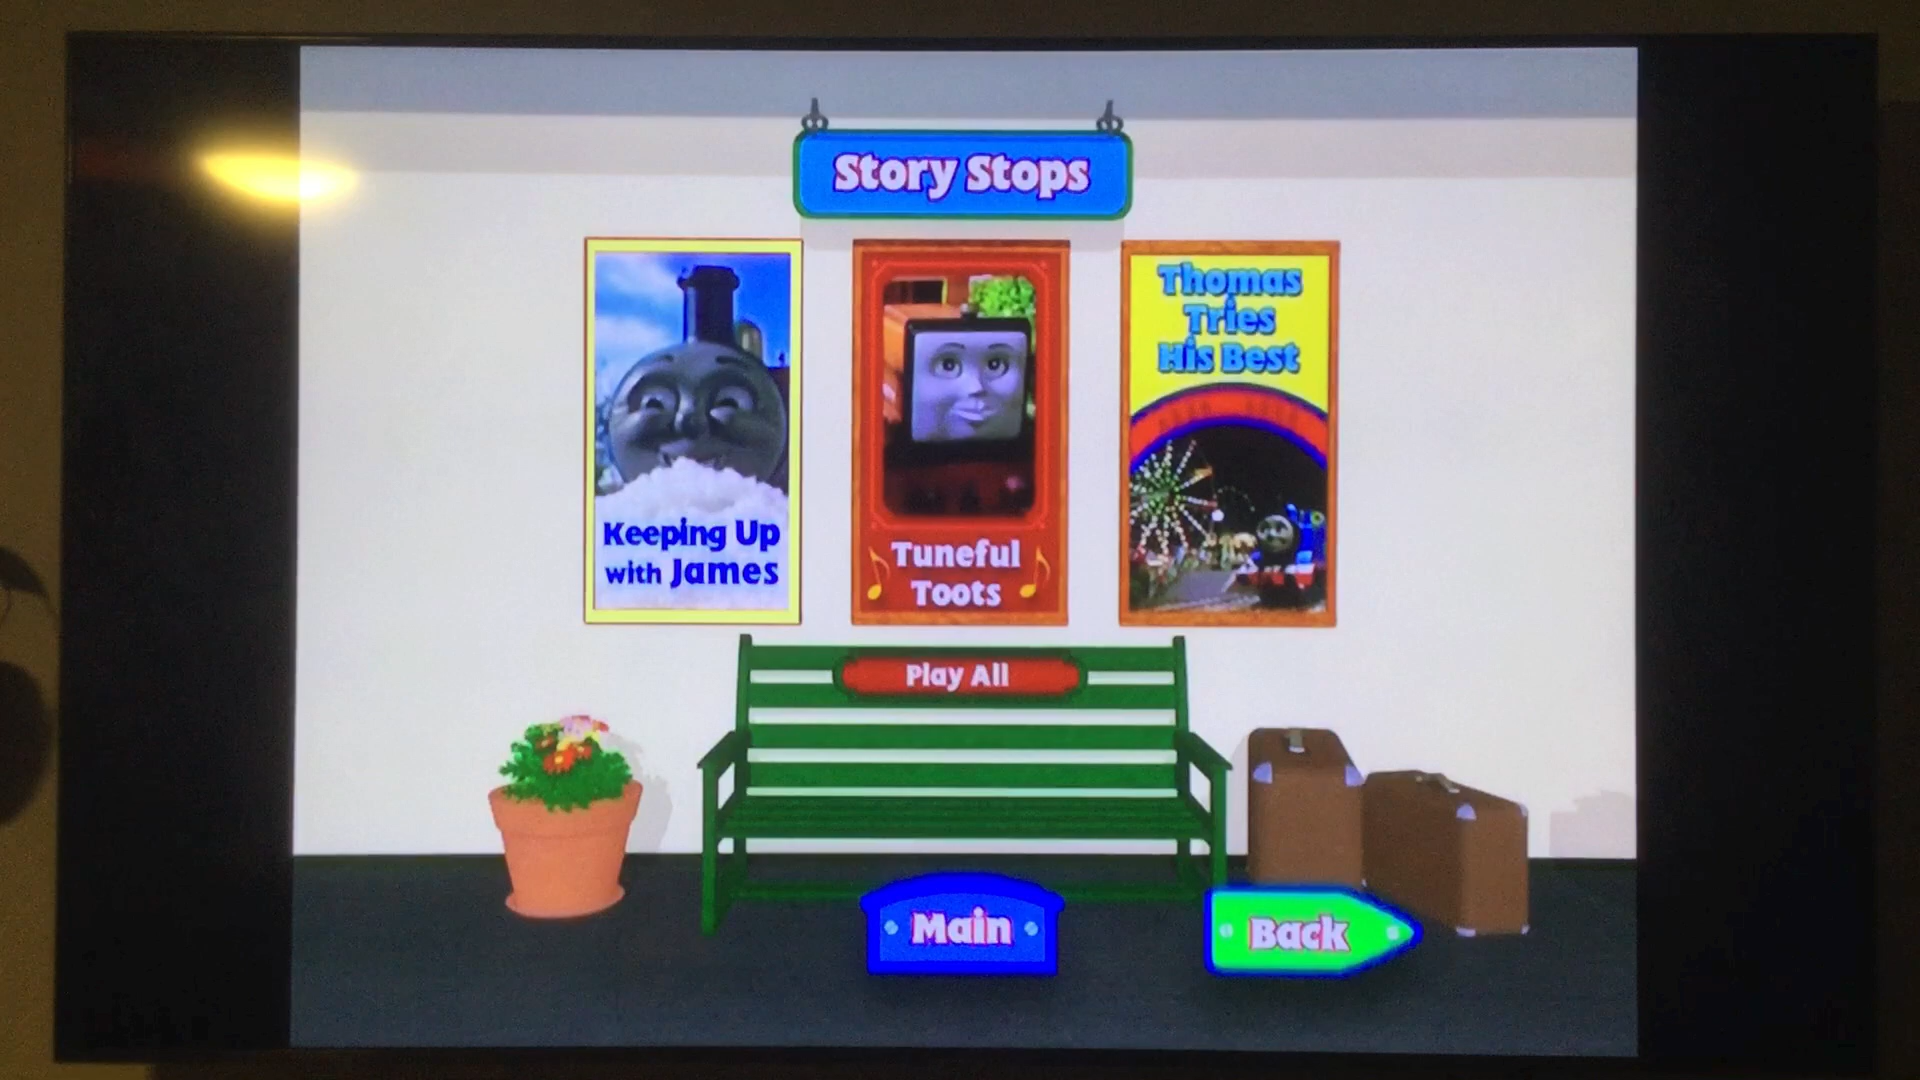 Story Stops
Keeping Up
with James
Tuneful
Toots
Thomas
Tries
His Best
Play All
Main
Back